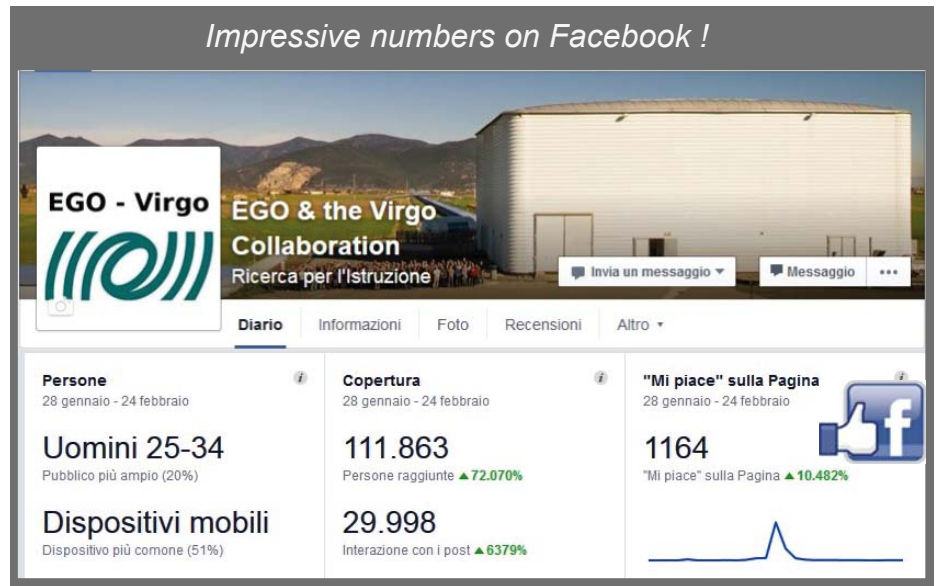 Impressive numbers on Facebook !
EGO - Virgo
EGO & the Virgo
Collaboration
Ricerca per l'Istruzione
Invia un messaggio
Messaggio
Diario
Informazioni
Foto
Recensioni
Altro
Persone
28 gennaio - 24 febbraio
Uomini 25-34
Pubblico più ampio (20%)
Dispositivi mobili
Dispositivo più comone (51%)
Copertura
28 gennaio - 24 febbraio
111.863
Persone raggiunte ▲ 72.070%
29.998
Interazione con i post ▲ 6379%
"Mi piace" sulla Pagina
28 gennaio - 24 febbraio
1164
"Mi piace" sulla Pagina ▲ 10.482%